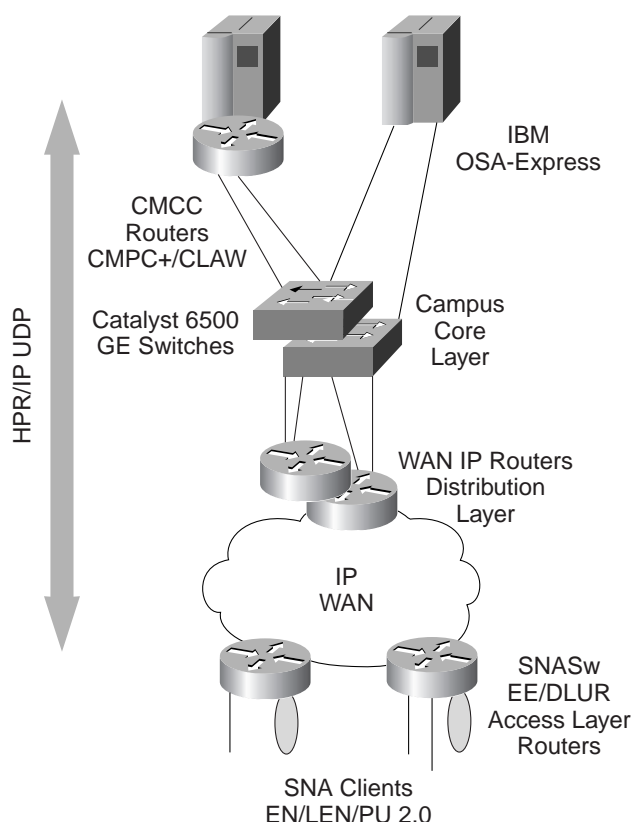 IBM
OSA-Express
CMCC
Routers
CMPC+/CLAW
Catalyst 6500
GE Switches
Campus
Core
Layer
HPR/IP UDP
WAN IP Routers
Distribution
Layer
IP
WAN
SNASw
EE/DLUR
Access Layer
Routers
SNA Clients
EN/LEN/PU 2.0